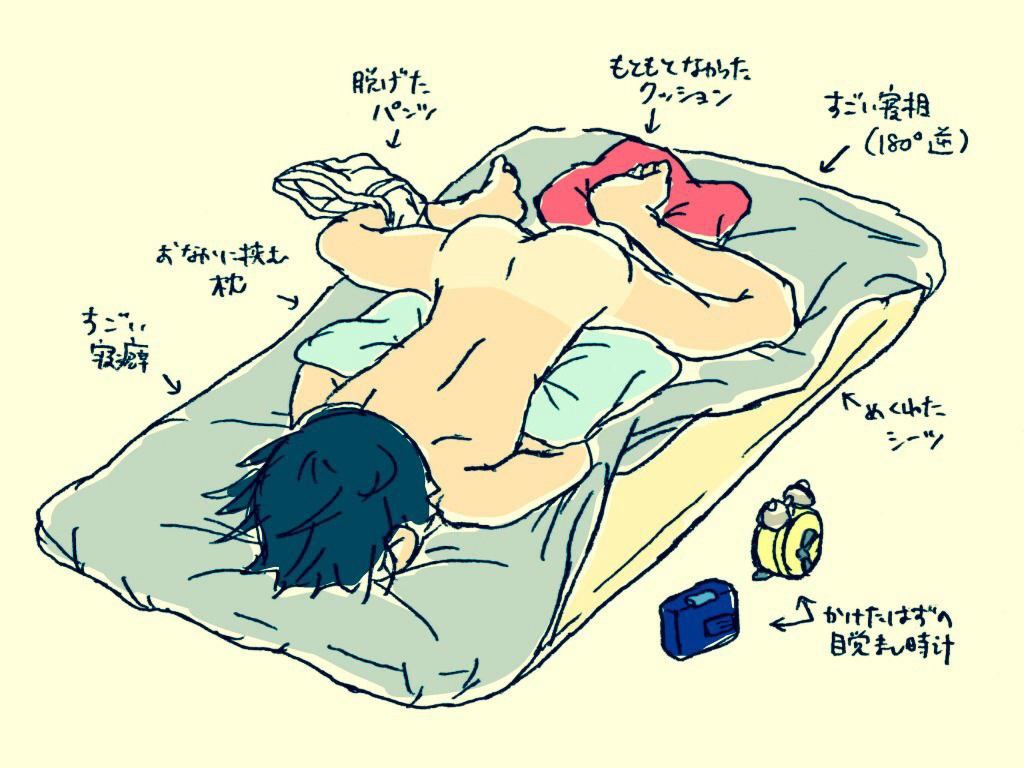 脱げた
パンツ
もともとなかった
クッション
すごい寝相
(180°逆)
おなかに挟む
枕
すごい
寝癖
めくれた
シーツ
かけたはずの
目覚まし時計